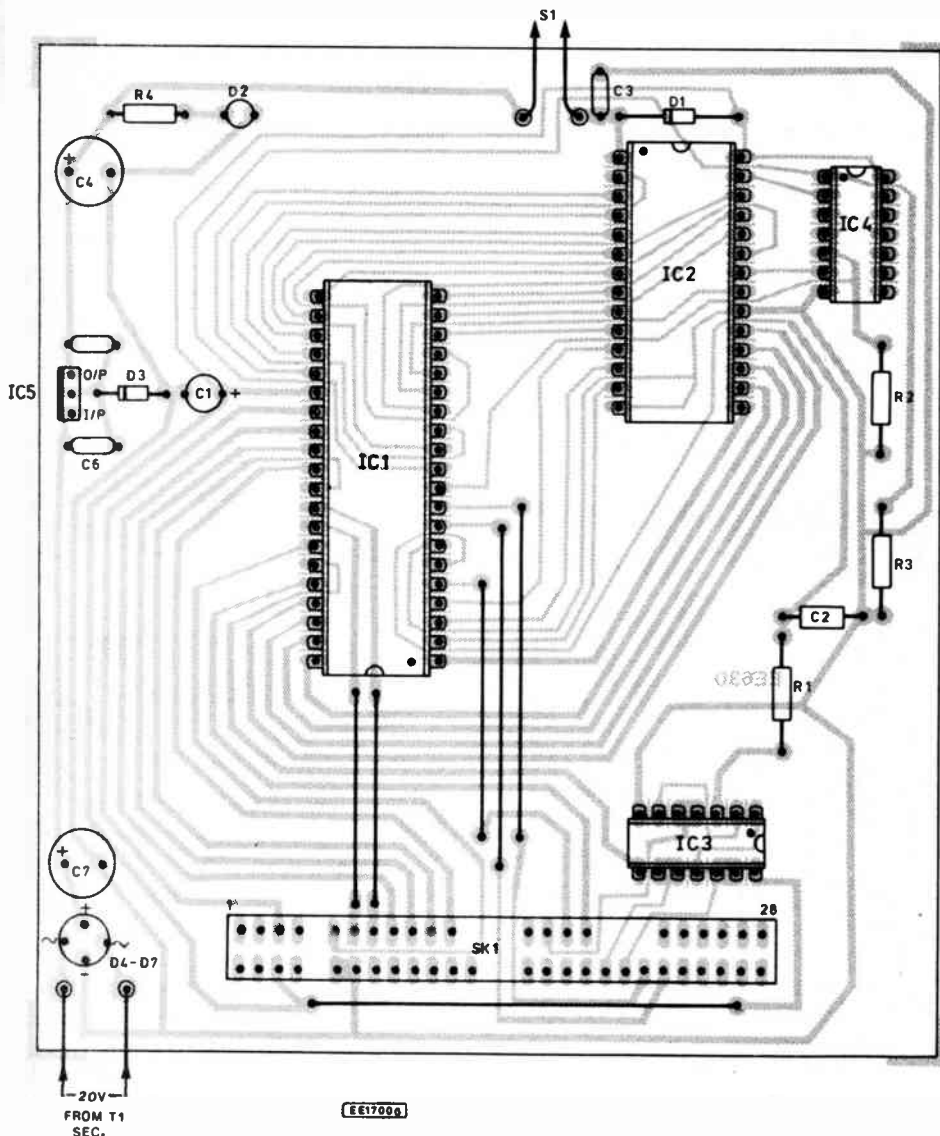 S1
R4
D2
C3
D1
+
C4
IC4
IC2
O/P
IC5
D3
C1
+
I/P
R2
C6
IC1
R3
C2
EE630
R1
+
C7
IC3
28
+
SK1
~
~
D4-D7
-
20V
FROM T1
SEC.
EE1700G